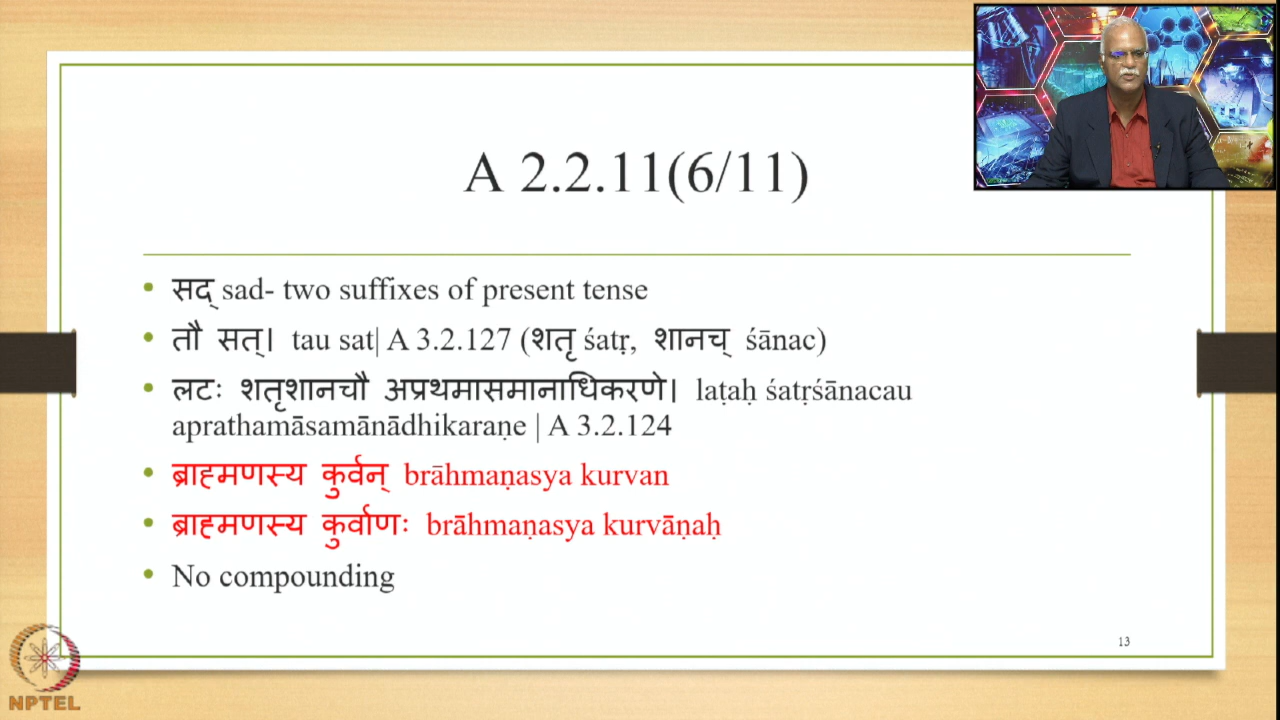 A 2.2.11(6/11)
• सद् sad- two suffixes of present tense
• तौ सत्। tau sat| A 3.2.127 (शतृ śatṛ, शानच् śānac)
• लटः शतृशानचौ अप्रथमासमानाधिकरणे। laṭaḥ śatṛśānacau
aprathamāsamānādhikaraṇe | A 3.2.124
• ब्राह्मणस्य कुर्वन् brāhmaṇasya kurvan
• ब्राह्मणस्य कुर्वाणः brāhmaṇasya kurvāṇaḥ
• No compounding
13
NPTEL